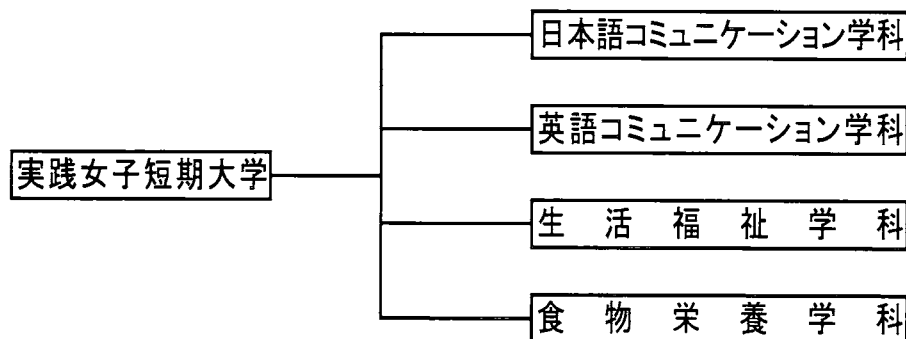 日本語コミュニケーション学科
英語コミュニケーション学科
実践女子短期大学
生活福祉学科
食物栄養学科